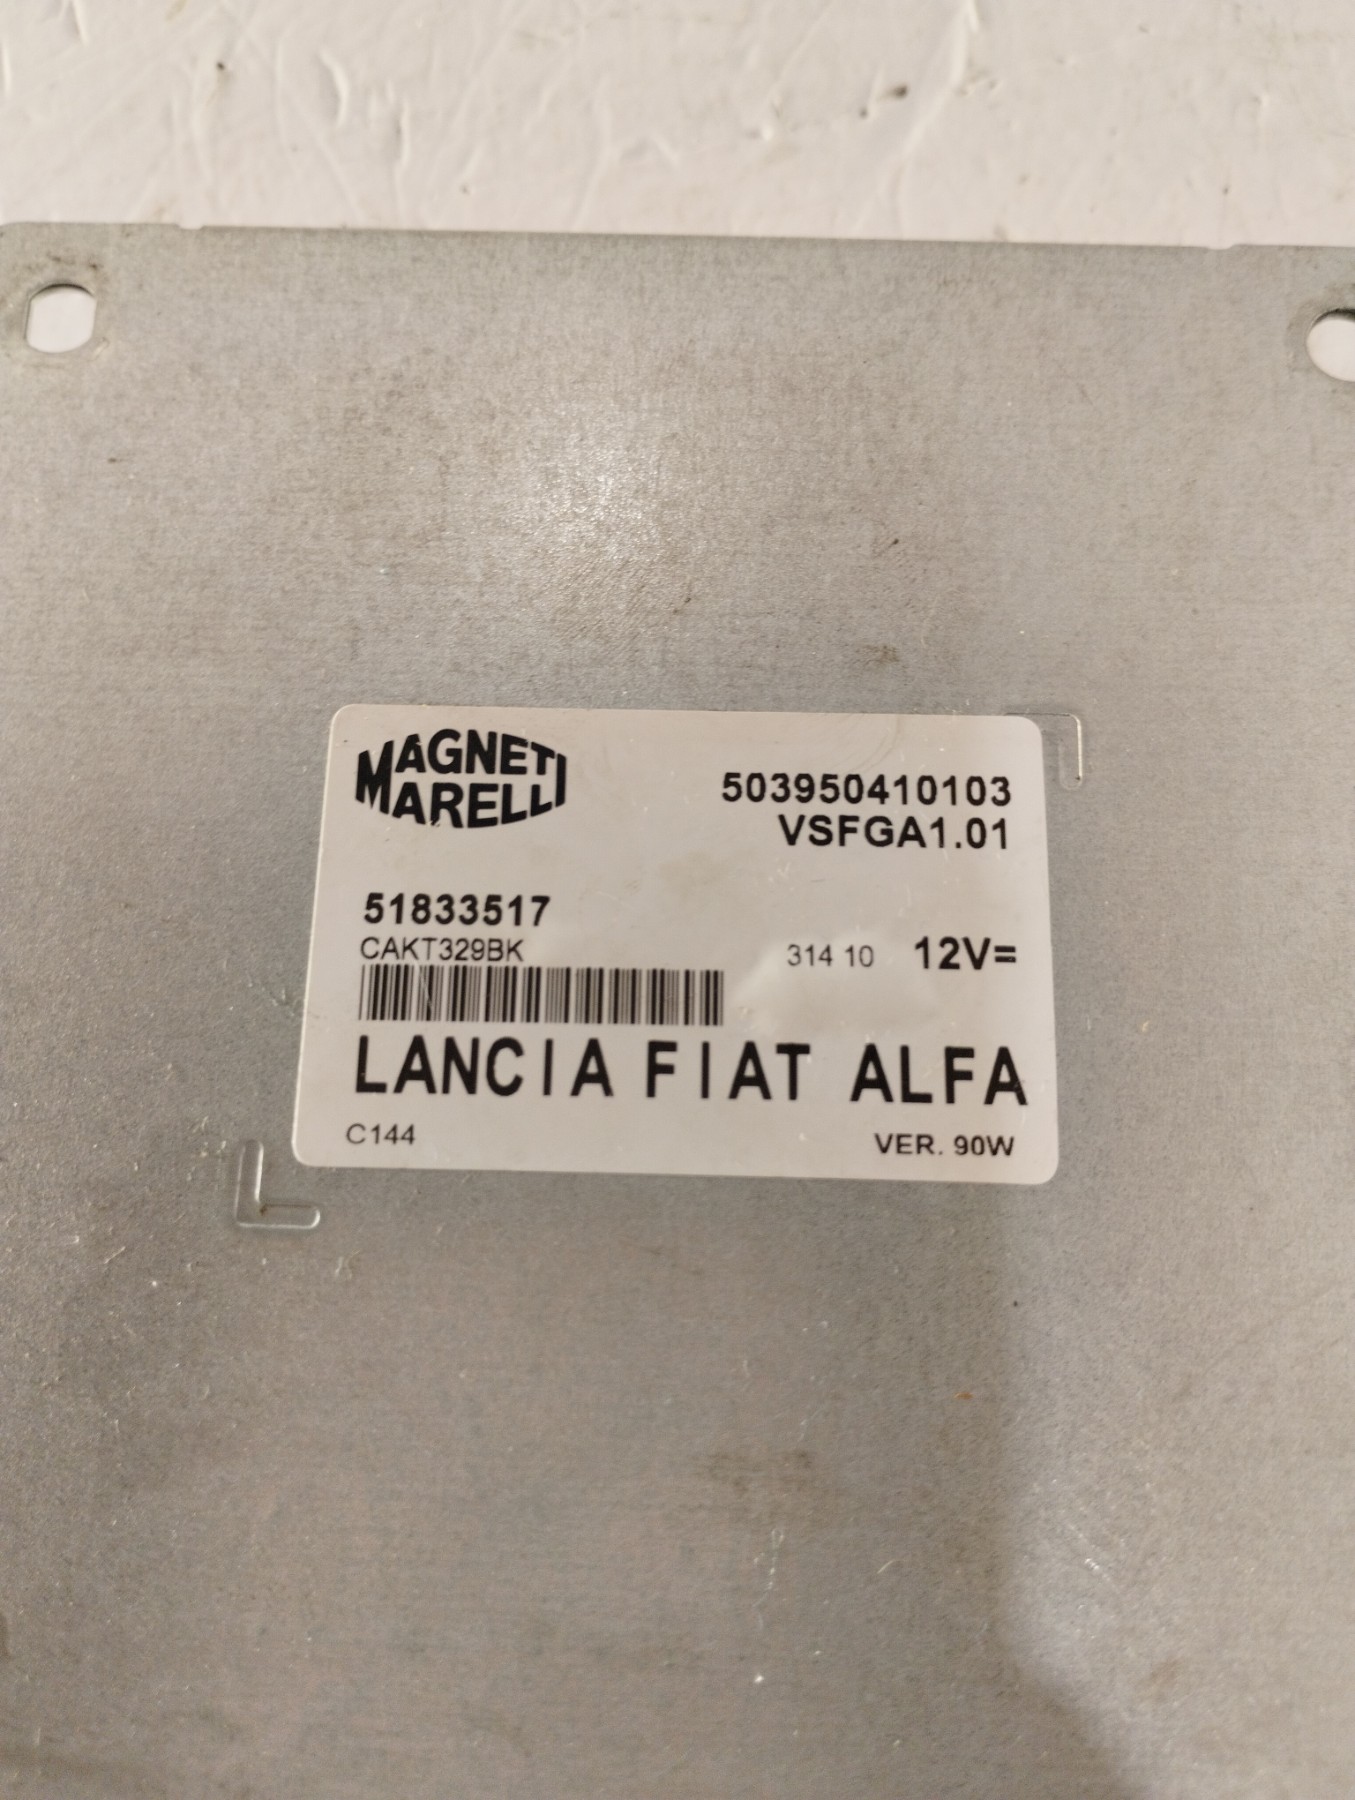 MAGNETI
MARELLI
503950410103
VSFGA1.01
51833517
CAKT329BK
314 10 12V=
LANCIA FIAT ALFA
C144 VER. 90W